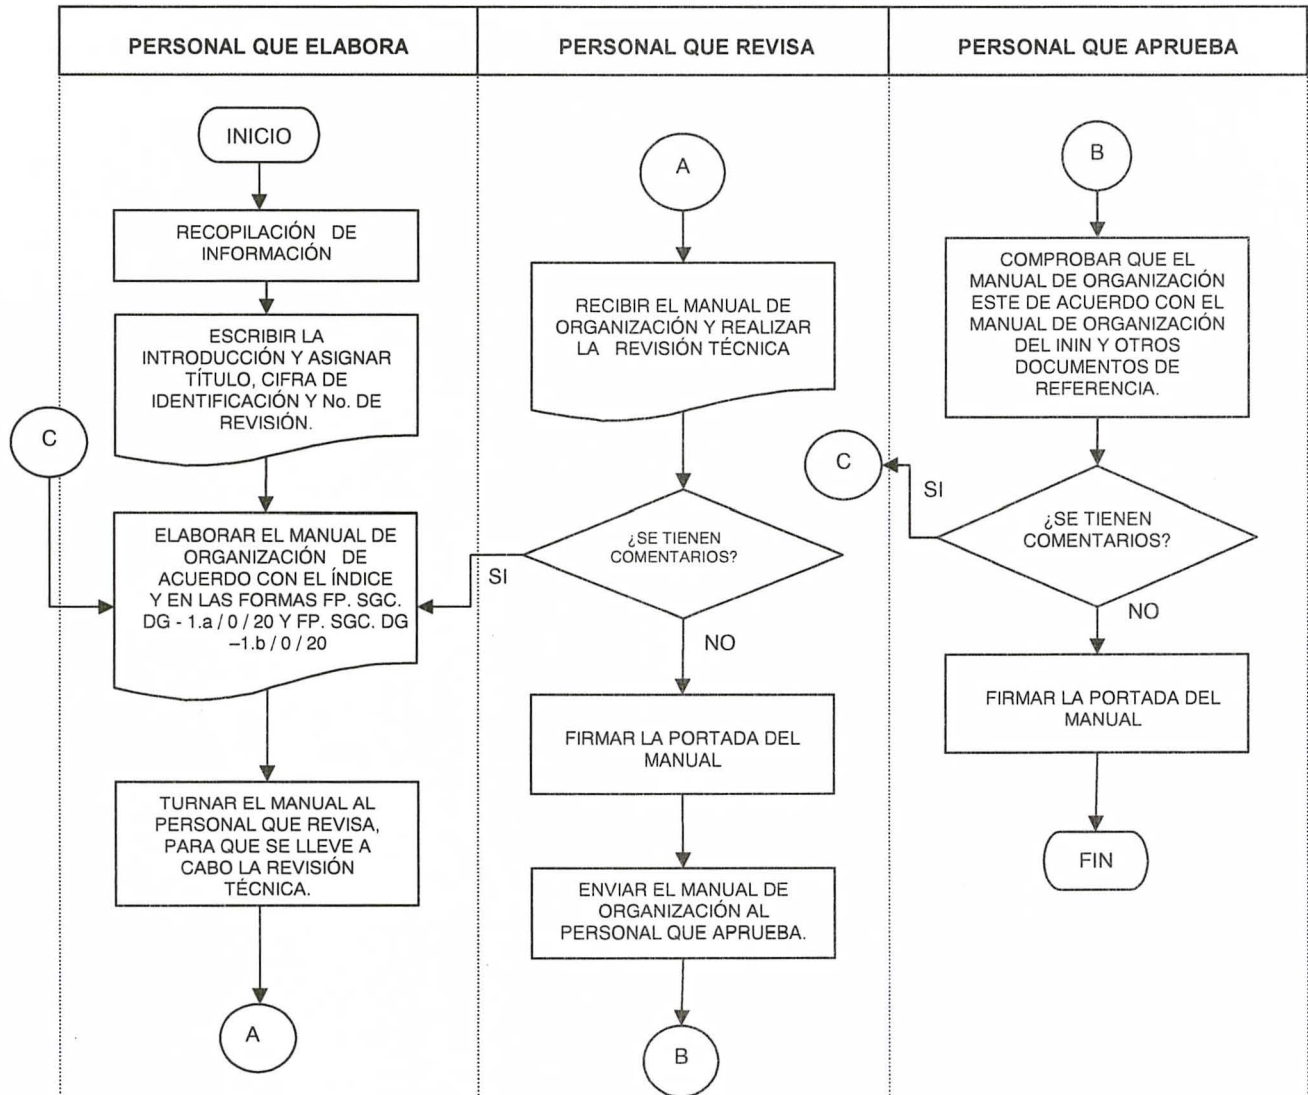 PERSONAL QUE ELABORA
PERSONAL QUE REVISA
PERSONAL QUE APRUEBA
INICIO
RECOPILACIÓN DE
INFORMACIÓN
ESCRIBIR LA
INTRODUCCIÓN Y ASIGNAR
TÍTULO, CIFRA DE
IDENTIFICACIÓN Y No. DE
REVISIÓN.
C
ELABORAR EL MANUAL DE
ORGANIZACIÓN DE
ACUERDO CON EL ÍNDICE
Y EN LAS FORMAS FP. SGC.
DG - 1.a / 0 / 20 Y FP. SGC. DG
–1.b / 0 / 20
TURNAR EL MANUAL AL
PERSONAL QUE REVISA,
PARA QUE SE LLEVE A
CABO LA REVISIÓN
TÉCNICA.
A
A
RECIBIR EL MANUAL DE
ORGANIZACIÓN Y REALIZAR
LA REVISIÓN TÉCNICA
¿SE TIENEN
COMENTARIOS?
SI
NO
FIRMAR LA PORTADA DEL
MANUAL
ENVIAR EL MANUAL DE
ORGANIZACIÓN AL
PERSONAL QUE APRUEBA.
B
B
COMPROBAR QUE EL
MANUAL DE ORGANIZACIÓN
ESTE DE ACUERDO CON EL
MANUAL DE ORGANIZACIÓN
DEL ININ Y OTROS
DOCUMENTOS DE
REFERENCIA.
C
SI
¿SE TIENEN
COMENTARIOS?
NO
FIRMAR LA PORTADA DEL
MANUAL
FIN